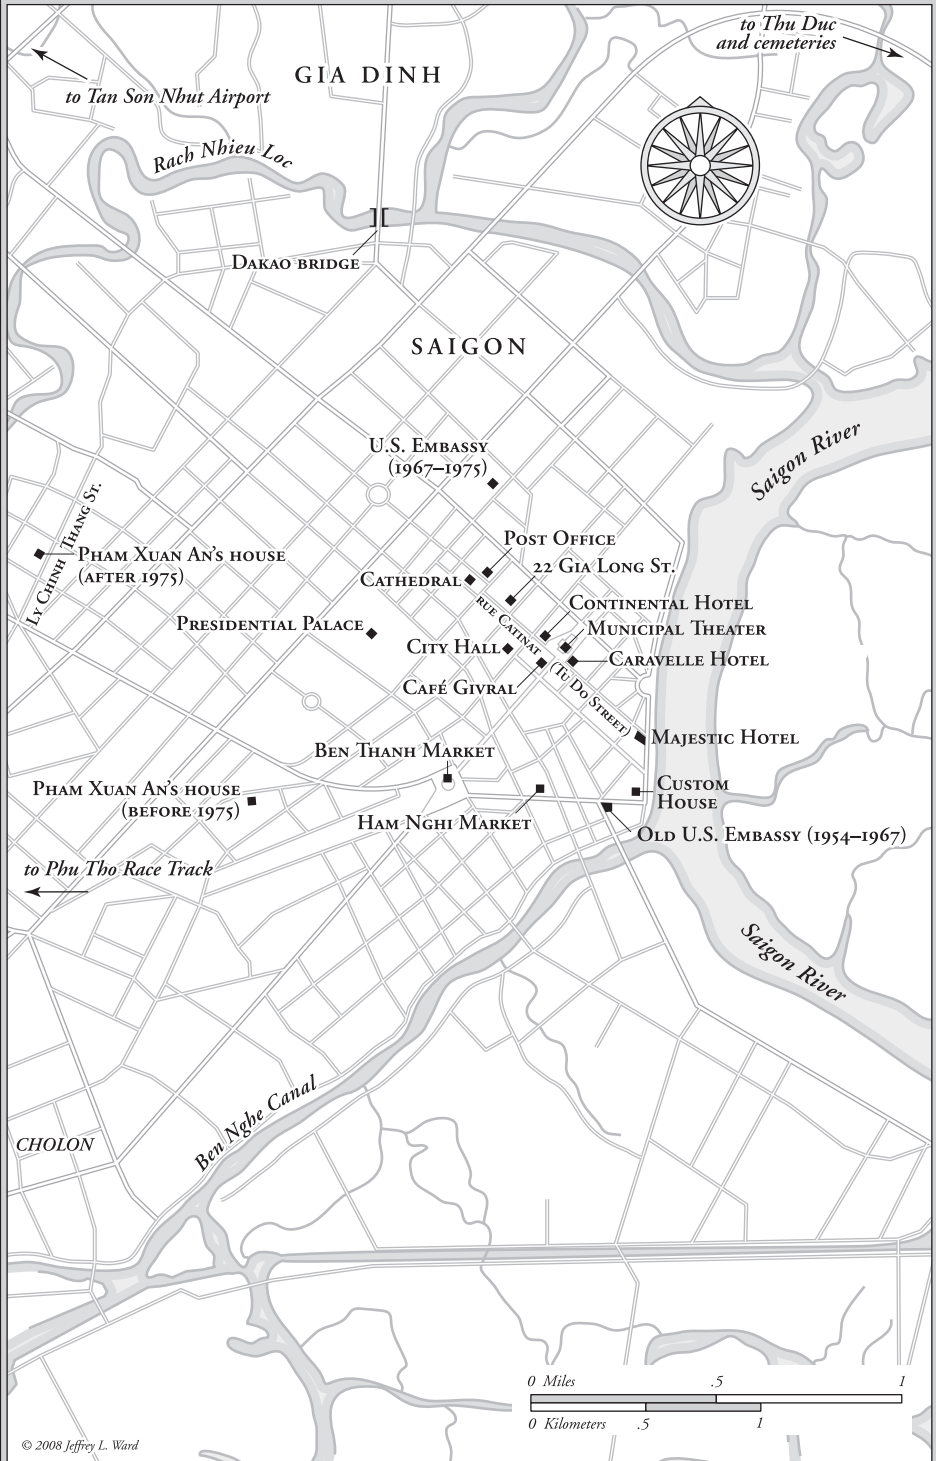 to Thu Duc
and cemeteries
GIA DINH
to Tan Son Nhut Airport
Rach Nhieu Loc
DAKAO BRIDGE
SAIGON
Saigon River
U.S. EMBASSY
(1967–1975)
LY CHINH THANG ST.
POST OFFICE
PHAM XUAN AN'S HOUSE
(AFTER 1975)
22 GIA LONG ST.
CATHEDRAL
CONTINENTAL HOTEL
RUE CATINAT
PRESIDENTIAL PALACE
MUNICIPAL THEATER
CITY HALL
CARAVELLE HOTEL
CAFÉ GIVRAL
(TU DO STREET)
MAJESTIC HOTEL
BEN THANH MARKET
PHAM XUAN AN'S HOUSE
(BEFORE 1975)
CUSTOM
HOUSE
HAM NGHI MARKET
OLD U.S. EMBASSY (1954–1967)
to Phu Tho Race Track
Saigon River
Ben Nghe Canal
CHOLON
0 Miles .5 1
0 Kilometers .5 1
© 2008 Jeffrey L. Ward